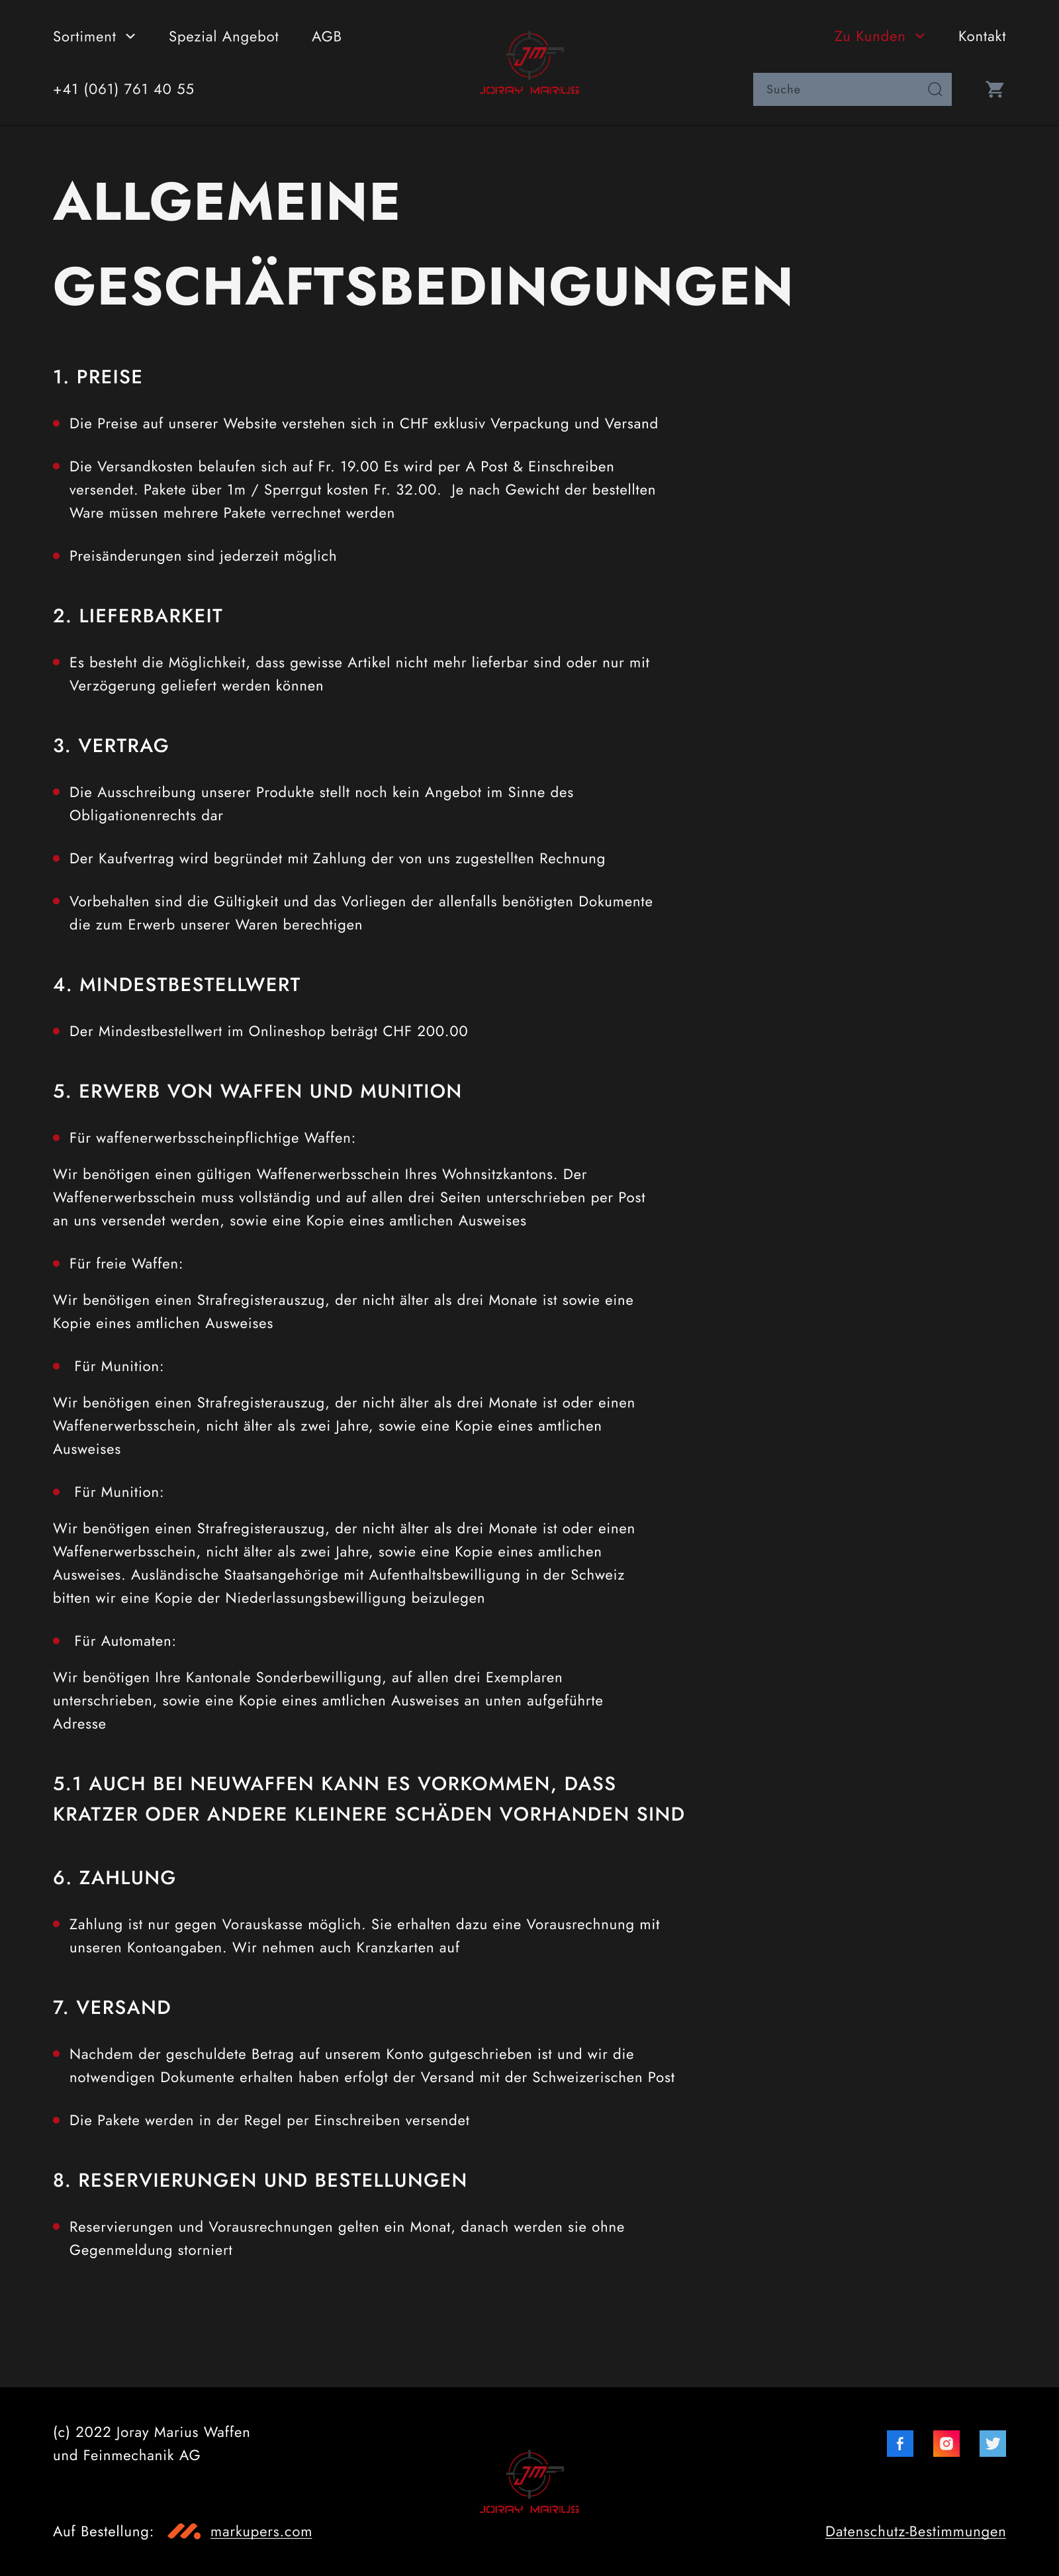 Sortiment Spezial Angebot AGB JM Zu Kunden Kontakt
+41 (061) 761 40 55 JORAY MARIUS Suche
ALLGEMEINE
GESCHÄFTSBEDINGUNGEN
1. PREISE
Die Preise auf unserer Website verstehen sich in CHF exklusiv Verpackung und Versand
Die Versandkosten belaufen sich auf Fr. 19.00 Es wird per A Post & Einschreiben
versendet. Pakete über 1m / Sperrgut kosten Fr. 32.00.  Je nach Gewicht der bestellten
Ware müssen mehrere Pakete verrechnet werden
Preisänderungen sind jederzeit möglich
2. LIEFERBARKEIT
Es besteht die Möglichkeit, dass gewisse Artikel nicht mehr lieferbar sind oder nur mit
Verzögerung geliefert werden können
3. VERTRAG
Die Ausschreibung unserer Produkte stellt noch kein Angebot im Sinne des
Obligationenrechts dar
Der Kaufvertrag wird begründet mit Zahlung der von uns zugestellten Rechnung
Vorbehalten sind die Gültigkeit und das Vorliegen der allenfalls benötigten Dokumente
die zum Erwerb unserer Waren berechtigen
4. MINDESTBESTELLWERT
Der Mindestbestellwert im Onlineshop beträgt CHF 200.00
5. ERWERB VON WAFFEN UND MUNITION
Für waffenerwerbsscheinpflichtige Waffen:
Wir benötigen einen gültigen Waffenerwerbsschein Ihres Wohnsitzkantons. Der
Waffenerwerbsschein muss vollständig und auf allen drei Seiten unterschrieben per Post
an uns versendet werden, sowie eine Kopie eines amtlichen Ausweises
Für freie Waffen:
Wir benötigen einen Strafregisterauszug, der nicht älter als drei Monate ist sowie eine
Kopie eines amtlichen Ausweises
Für Munition:
Wir benötigen einen Strafregisterauszug, der nicht älter als drei Monate ist oder einen
Waffenerwerbsschein, nicht älter als zwei Jahre, sowie eine Kopie eines amtlichen
Ausweises
Für Munition:
Wir benötigen einen Strafregisterauszug, der nicht älter als drei Monate ist oder einen
Waffenerwerbsschein, nicht älter als zwei Jahre, sowie eine Kopie eines amtlichen
Ausweises. Ausländische Staatsangehörige mit Aufenthaltsbewilligung in der Schweiz
bitten wir eine Kopie der Niederlassungsbewilligung beizulegen
Für Automaten:
Wir benötigen Ihre Kantonale Sonderbewilligung, auf allen drei Exemplaren
unterschrieben, sowie eine Kopie eines amtlichen Ausweises an unten aufgeführte
Adresse
5.1 AUCH BEI NEUWAFFEN KANN ES VORKOMMEN, DASS
KRATZER ODER ANDERE KLEINERE SCHÄDEN VORHANDEN SIND
6. ZAHLUNG
Zahlung ist nur gegen Vorauskasse möglich. Sie erhalten dazu eine Vorausrechnung mit
unseren Kontoangaben. Wir nehmen auch Kranzkarten auf
7. VERSAND
Nachdem der geschuldete Betrag auf unserem Konto gutgeschrieben ist und wir die
notwendigen Dokumente erhalten haben erfolgt der Versand mit der Schweizerischen Post
Die Pakete werden in der Regel per Einschreiben versendet
8. RESERVIERUNGEN UND BESTELLUNGEN
Reservierungen und Vorausrechnungen gelten ein Monat, danach werden sie ohne
Gegenmeldung storniert
(c) 2022 Joray Marius Waffen
und Feinmechanik AG
JM
JORAY MARIUS
Auf Bestellung: markupers.com Datenschutz-Bestimmungen